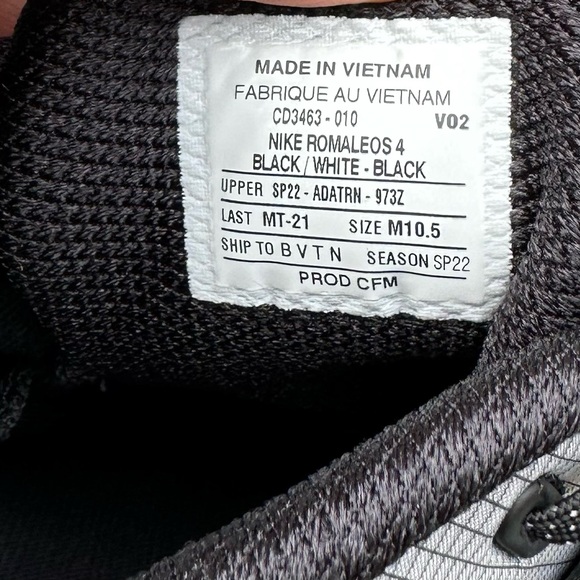 MADE IN VIETNAM
FABRIQUE AU VIETNAM
CD3463 - 010 V02
NIKE ROMALEOS 4
BLACK / WHITE - BLACK
UPPER SP22 - ADATRN - 973Z
LAST MT-21 SIZE M10.5
SHIP TO B V T N SEASON SP22
PROD CFM